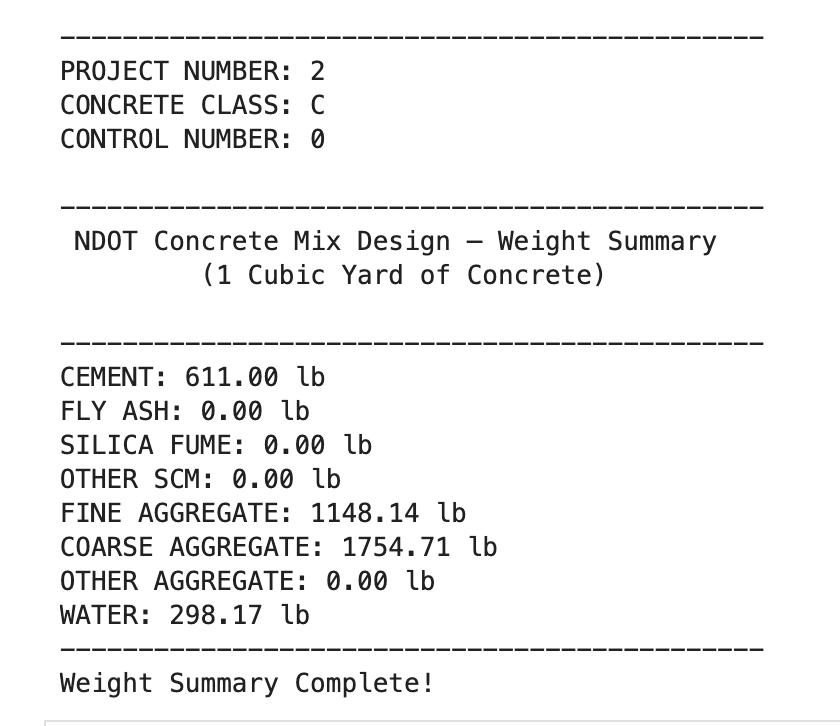 ---------------------------------------------
PROJECT NUMBER: 2
CONCRETE CLASS: C
CONTROL NUMBER: 0
---------------------------------------------
NDOT Concrete Mix Design – Weight Summary
(1 Cubic Yard of Concrete)
---------------------------------------------
CEMENT: 611.00 lb
FLY ASH: 0.00 lb
SILICA FUME: 0.00 lb
OTHER SCM: 0.00 lb
FINE AGGREGATE: 1148.14 lb
COARSE AGGREGATE: 1754.71 lb
OTHER AGGREGATE: 0.00 lb
WATER: 298.17 lb
---------------------------------------------
Weight Summary Complete!